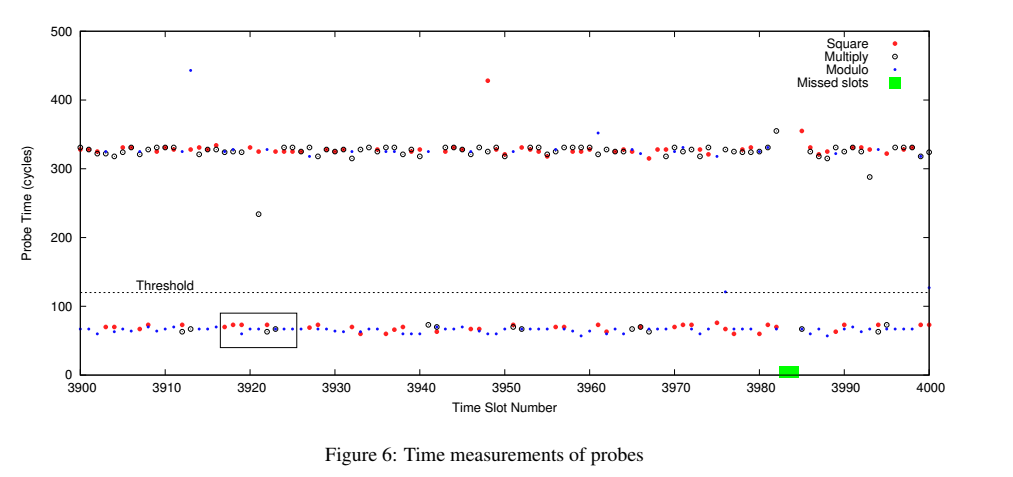 500
400
300
200
100
0
Probe Time (cycles)
Square
Multiply
Modulo
Missed slots
Threshold
3900 3910 3920 3930 3940 3950 3960 3970 3980 3990 4000
Time Slot Number
Figure 6: Time measurements of probes